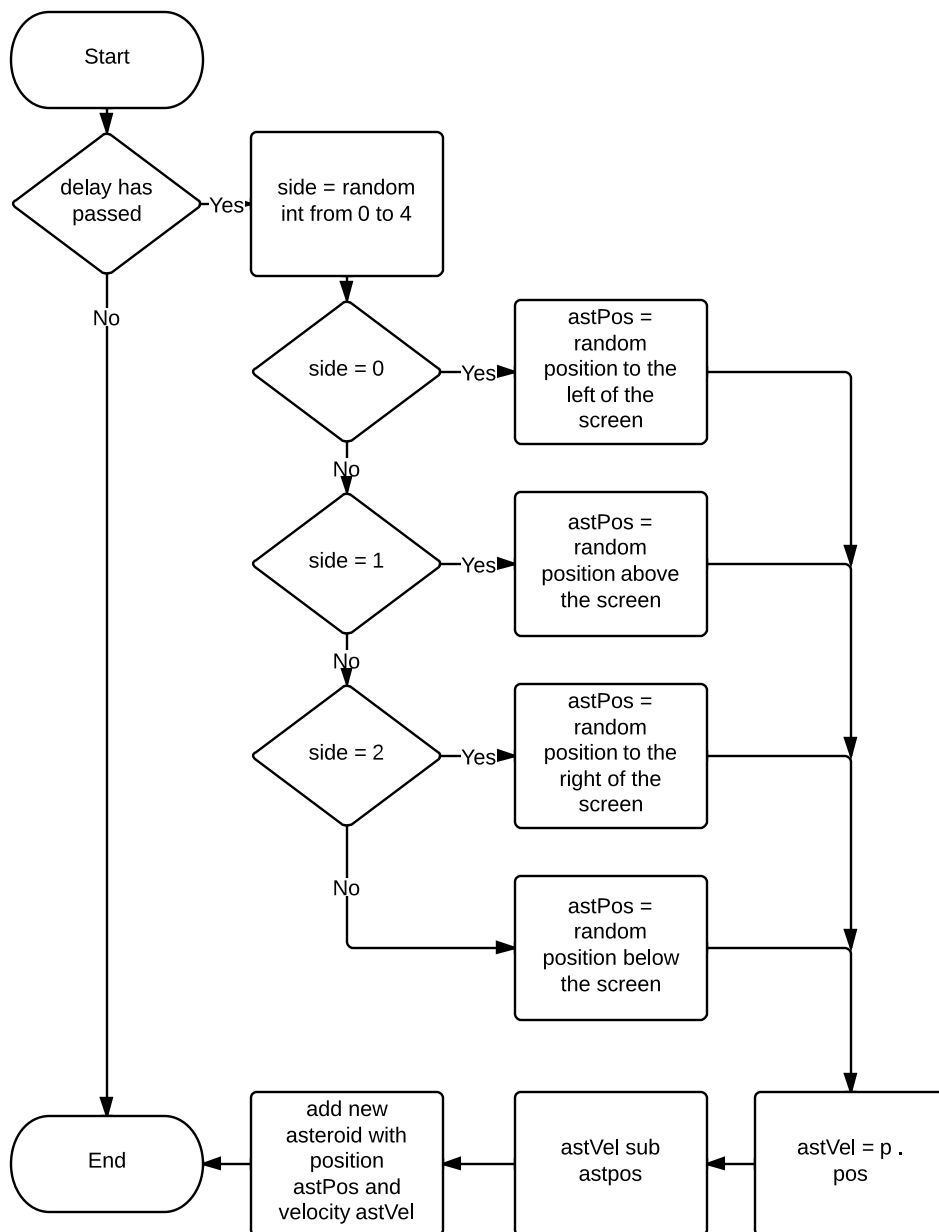 Start
delay has
passed
Yes
side = random
int from 0 to 4
No
side = 0
Yes
astPos =
random
position to the
left of the
screen
No
side = 1
Yes
astPos =
random
position above
the screen
No
side = 2
Yes
astPos =
random
position to the
right of the
screen
No
astPos =
random
position below
the screen
End
add new
asteroid with
position
astPos and
velocity astVel
astVel sub
astpos
astVel = p .
pos